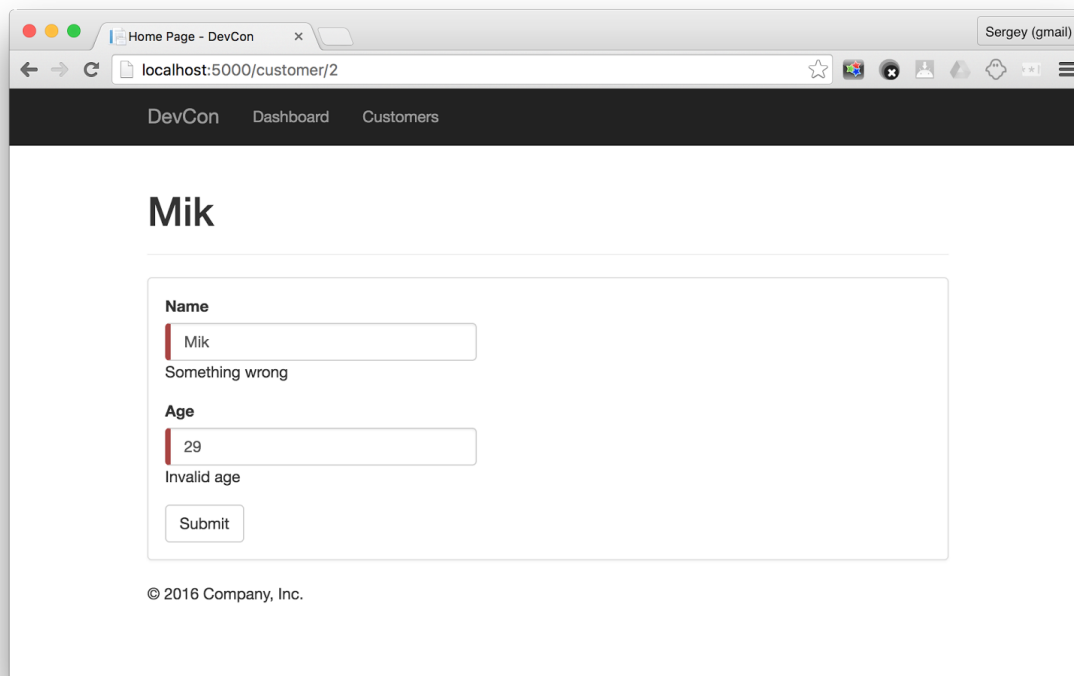 Home Page - DevCon
Sergey (gmail)
localhost:5000/customer/2
DevCon Dashboard Customers
Mik
Name
Mik
Something wrong
Age
29
Invalid age
Submit
© 2016 Company, Inc.